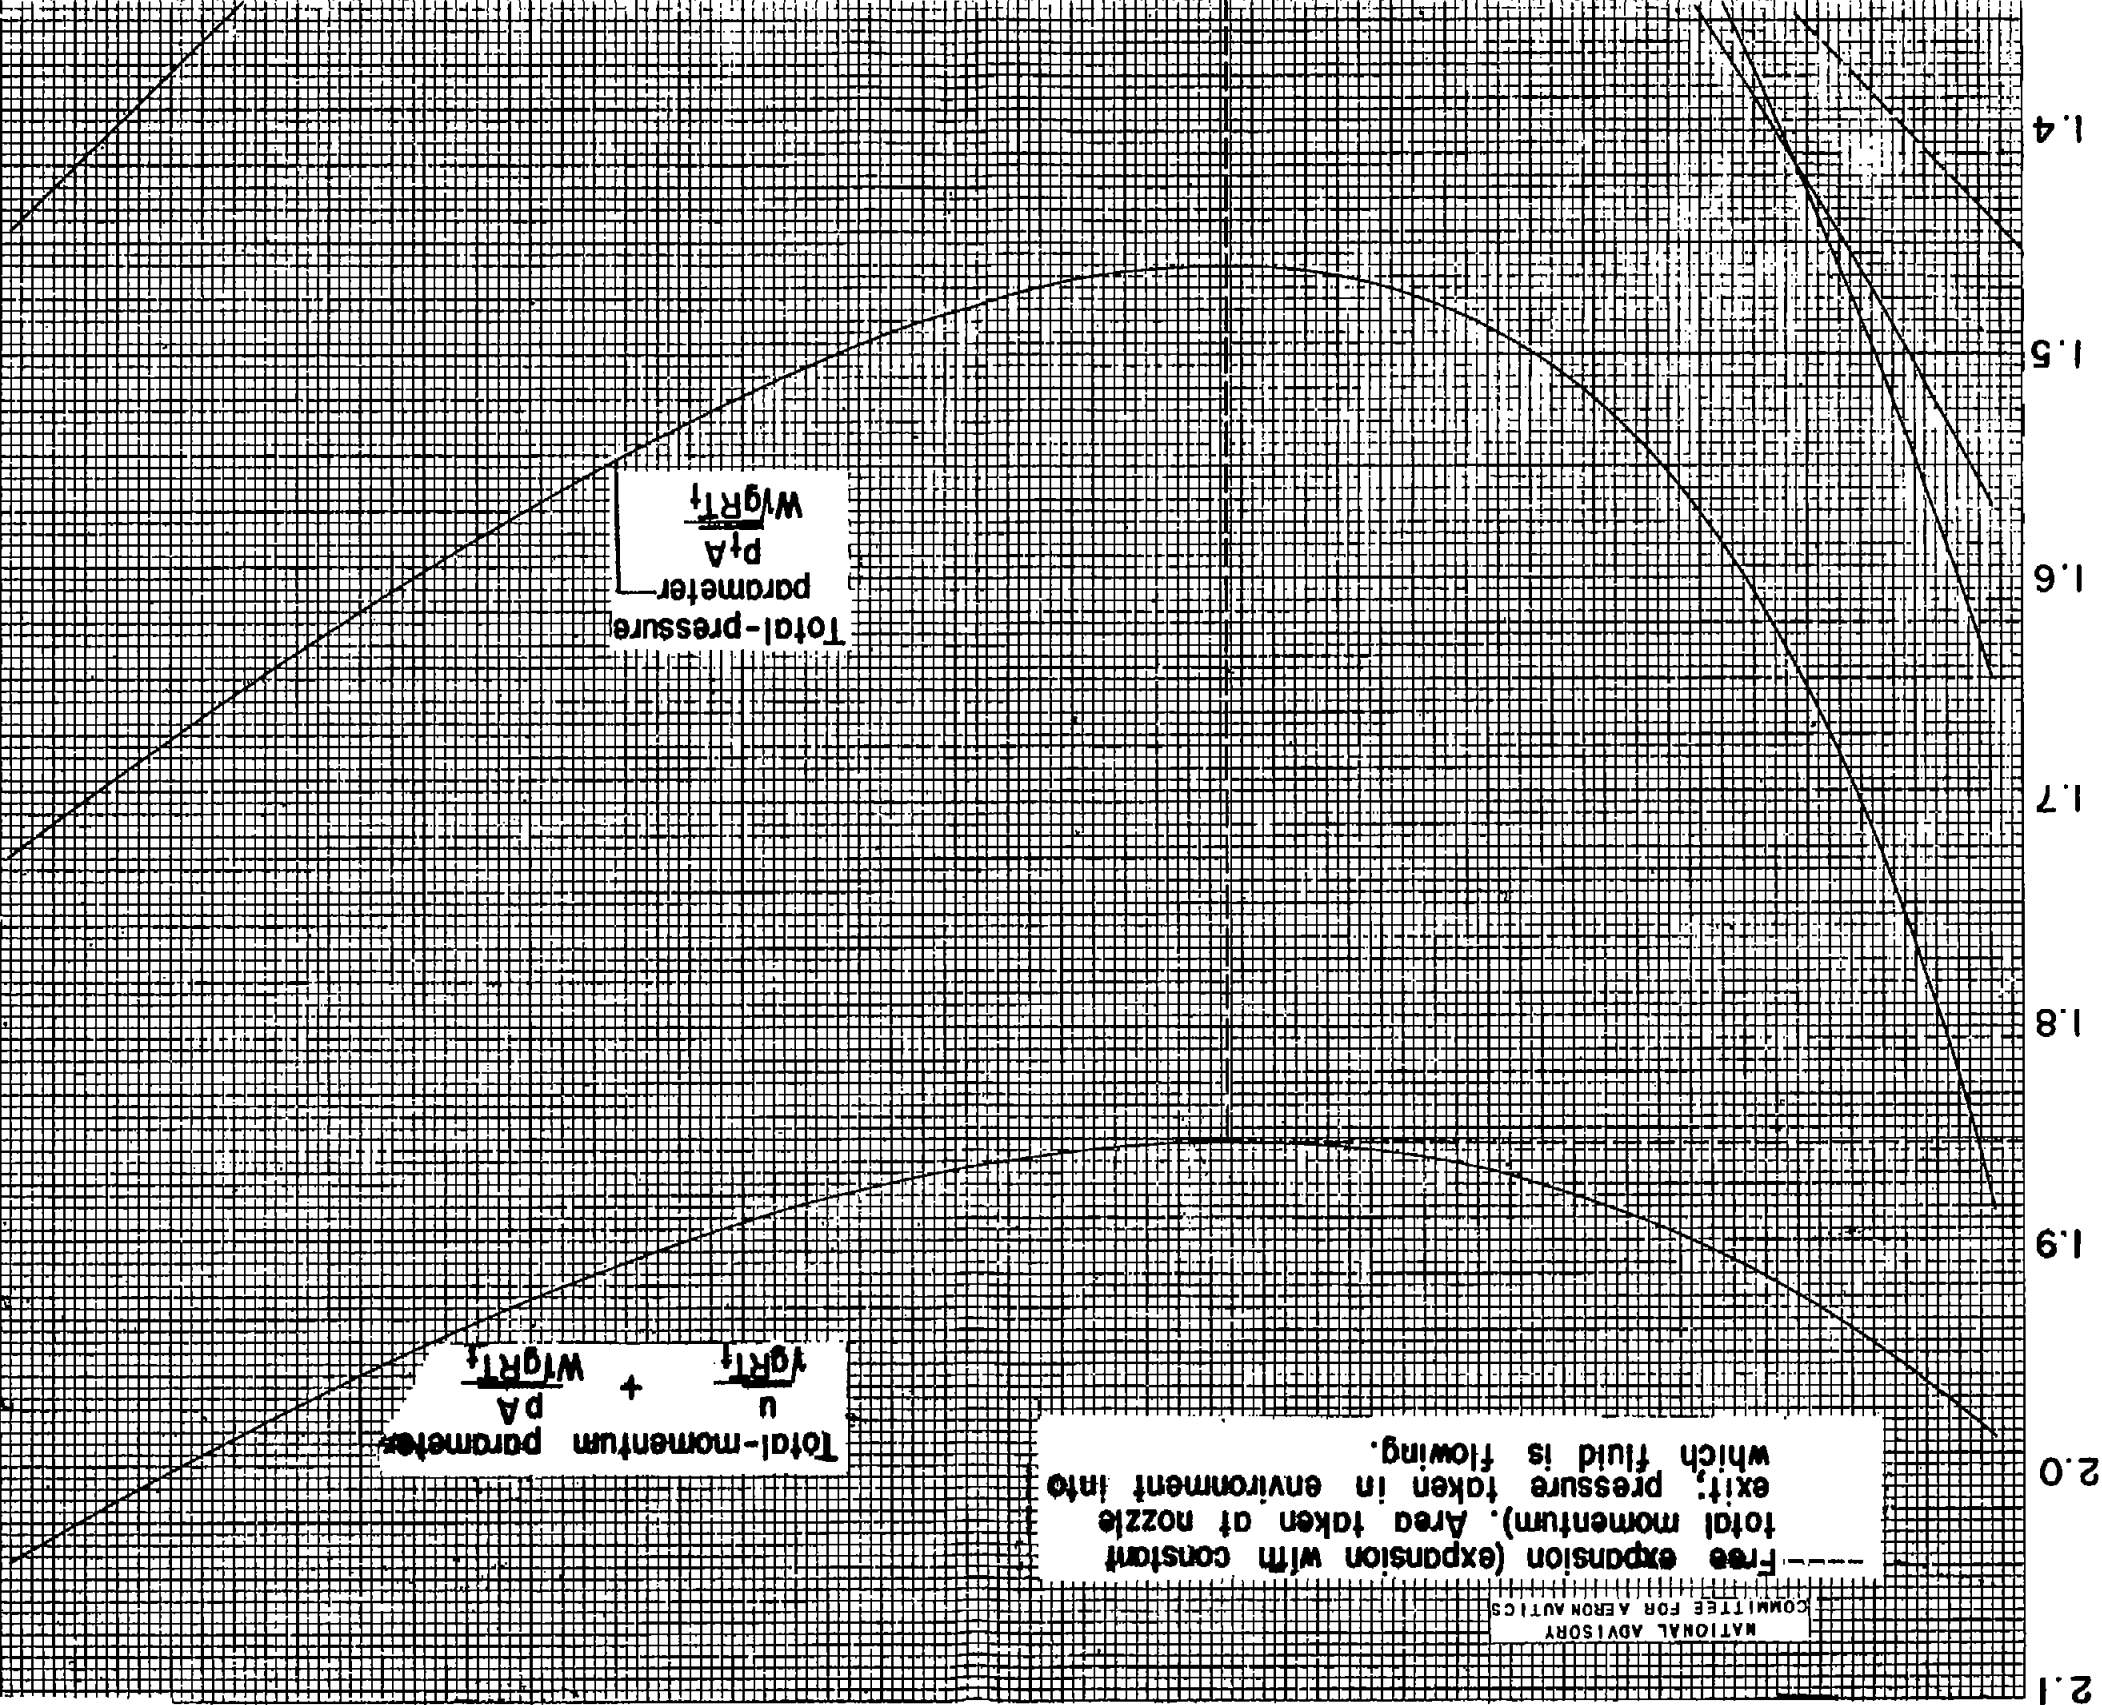 2.1
NATIONAL ADVISORY
COMMITTEE FOR AERONAUTICS
Free expansion (expansion with constant
total momentum). Area taken at nozzle
exit; pressure taken in environment into
which fluid is flowing.
2.0
Total-momentum parameter
u/√gRTₜ + pA/W√gRTₜ
1.9
1.8
1.7
Total-pressure
parameter
pₜA
W√gRTₜ
1.6
1.5
1.4